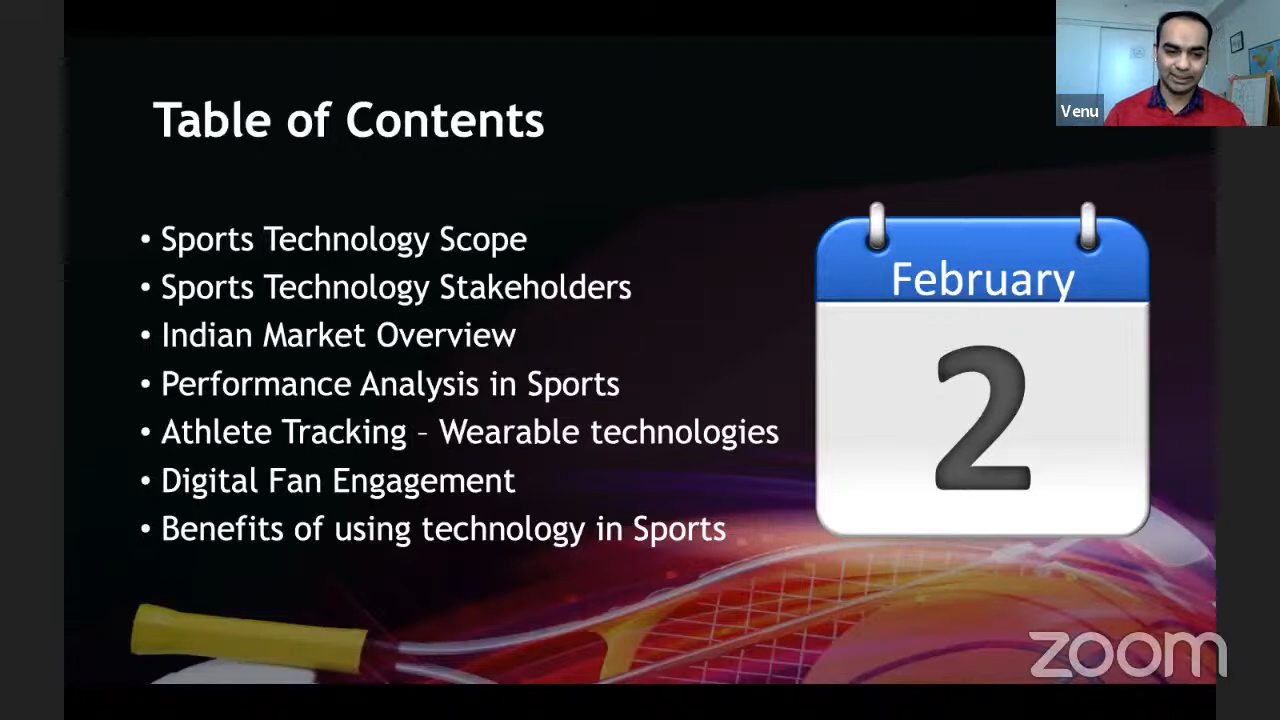 Table of Contents
• Sports Technology Scope
• Sports Technology Stakeholders
• Indian Market Overview
• Performance Analysis in Sports
• Athlete Tracking – Wearable technologies
• Digital Fan Engagement
• Benefits of using technology in Sports
February
2
Venu
zoom